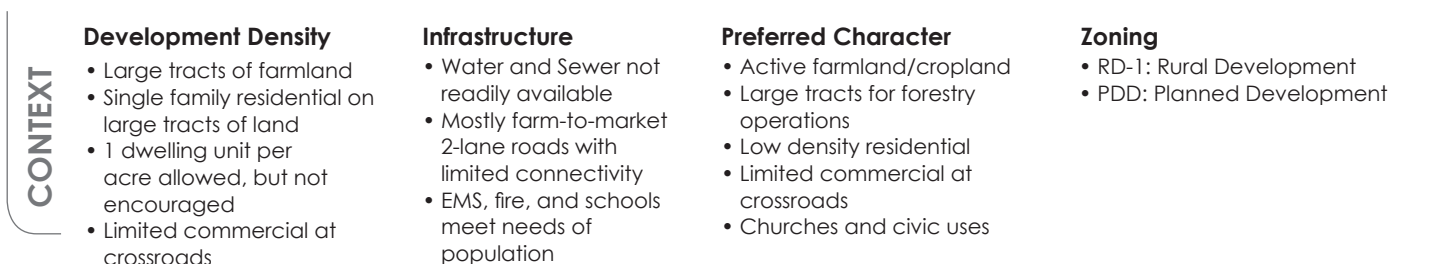 CONTEXT
Development Density
• Large tracts of farmland
• Single family residential on
large tracts of land
• 1 dwelling unit per
acre allowed, but not
encouraged
• Limited commercial at
crossroads
Infrastructure
• Water and Sewer not
readily available
• Mostly farm-to-market
2-lane roads with
limited connectivity
• EMS, fire, and schools
meet needs of
population
Preferred Character
• Active farmland/cropland
• Large tracts for forestry
operations
• Low density residential
• Limited commercial at
crossroads
• Churches and civic uses
Zoning
• RD-1: Rural Development
• PDD: Planned Development